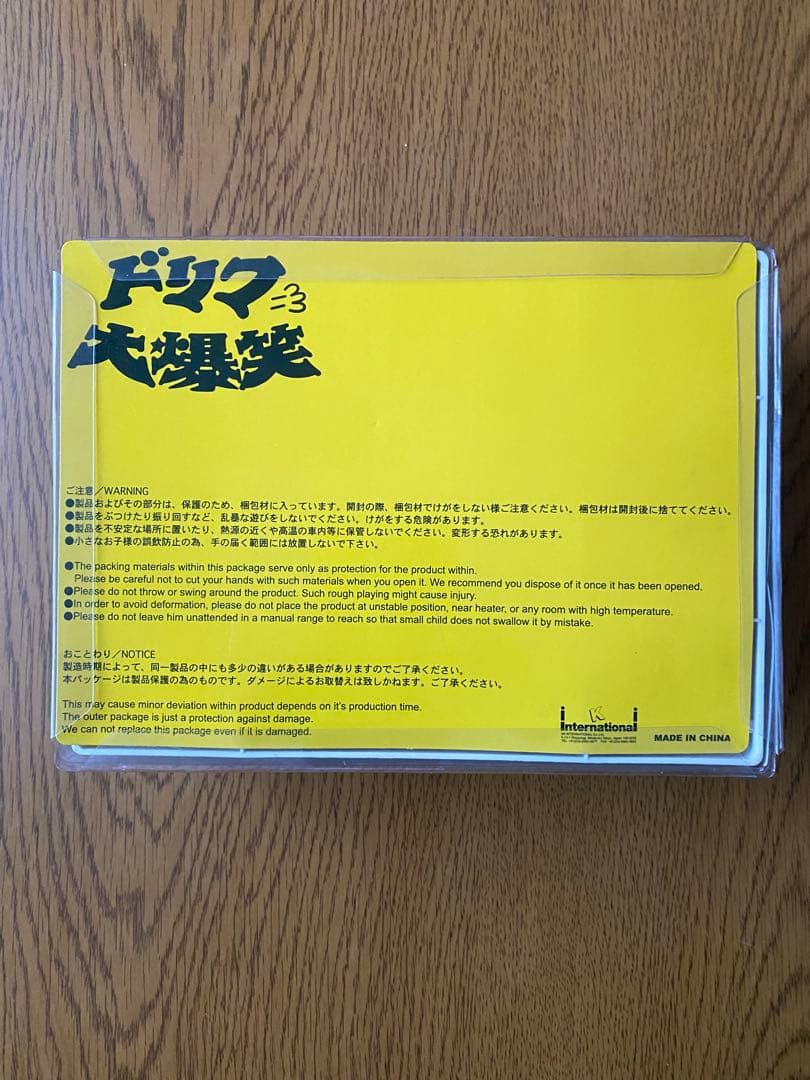 ドリフ
大爆笑
ご注意／WARNING
●製品およびその部分は、保護のため、梱包材に入っています。開封の際、梱包材でけがをしない様ご注意ください。梱包材は開封後に捨ててください。
●製品をぶつけたり振り回すなど、乱暴な遊びをしないでください。けがをする危険があります。
●製品を不安定な場所に置いたり、熱源の近くや高温の車内等に保管しないでください。変形する恐れがあります。
●小さなお子様の誤飲防止の為、手の届く範囲には放置しないで下さい。
●The packing materials within this package serve only as protection for the product within.
Please be careful not to cut your hands with such materials when you open it. We recommend you dispose of it once it has been opened.
●Please do not throw or swing around the product. Such rough playing might cause injury.
●In order to avoid deformation, please do not place the product at unstable position, near heater, or any room with high temperature.
●Please do not leave him unattended in a manual range to reach so that small child does not swallow it by mistake.
おことわり／NOTICE
製造時期によって、同一製品の中にも多少の違いがある場合がありますのでご了承ください。
本パッケージは製品保護の為のものです。ダメージによるお取替えは致しかねます。ご了承ください。
This may cause minor deviation within product depends on it's production time.
The outer package is just a protection against damage.
We can not replace this package even if it is damaged.
K
International
MADE IN CHINA